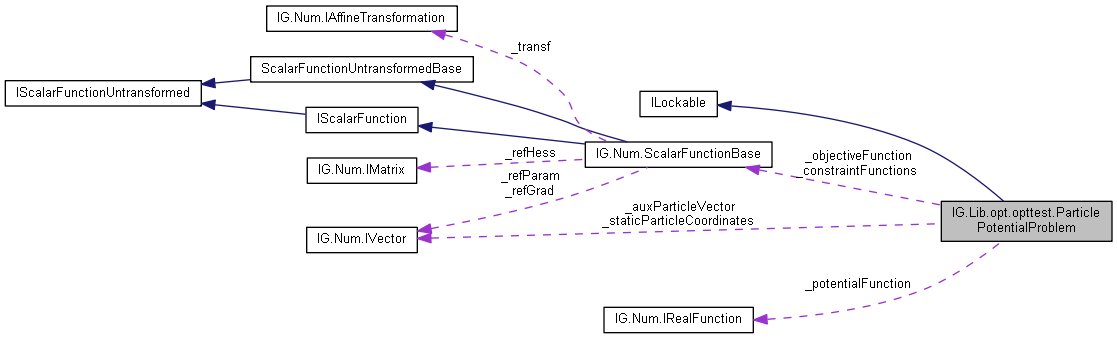 IG.Num.IAffineTransformation
_transf
ScalarFunctionUntransformedBase
IScalarFunctionUntransformed
ILockable
IScalarFunction
IG.Num.ScalarFunctionBase
_refHess
_objectiveFunction
_constraintFunctions
IG.Num.IMatrix
_refParam
_refGrad
_auxParticleVector
_staticParticleCoordinates
IG.Lib.opt.opttest.Particle
PotentialProblem
IG.Num.IVector
_potentialFunction
IG.Num.IRealFunction